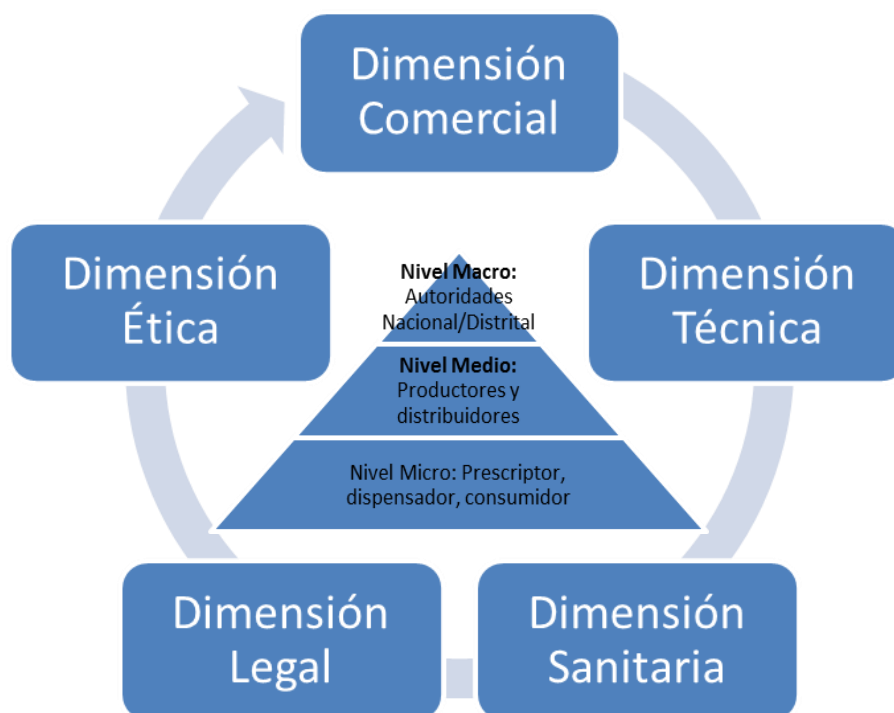 Dimensión
Comercial
Dimensión
Ética
Dimensión
Técnica
Nivel Macro:
Autoridades
Nacional/Distrital
Nivel Medio:
Productores y
distribuidores
Nivel Micro: Prescriptor,
dispensador, consumidor
Dimensión
Legal
Dimensión
Sanitaria